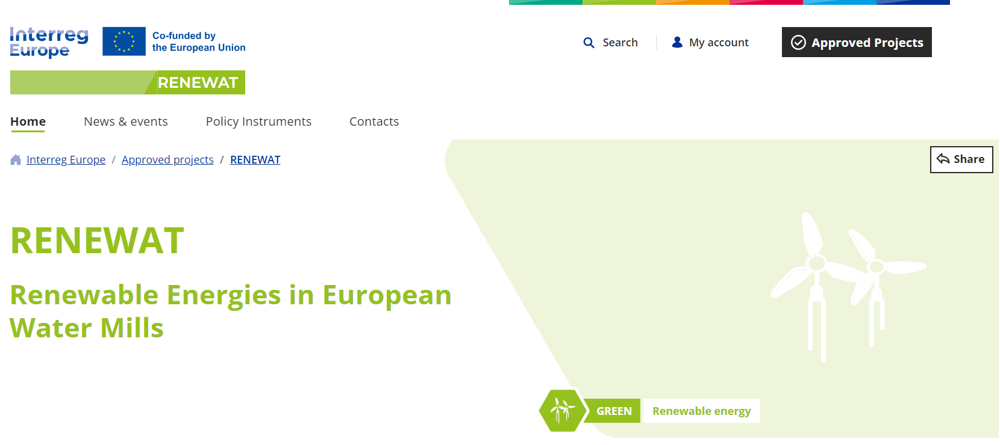 Interreg
Europe
Co-funded by
the European Union
Search
My account
Approved Projects
RENEWAT
Home
News & events
Policy Instruments
Contacts
Interreg Europe / Approved projects / RENEWAT
Share
RENEWAT
Renewable Energies in European
Water Mills
GREEN
Renewable energy